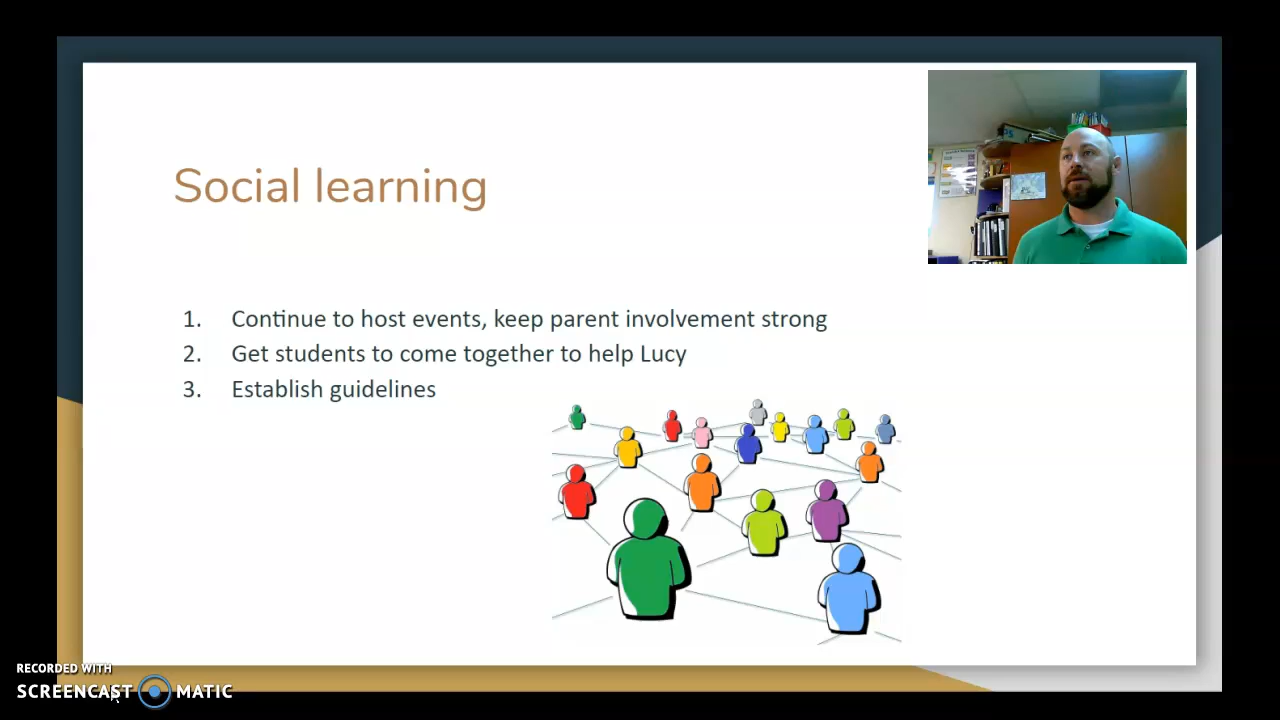 Social learning
1. Continue to host events, keep parent involvement strong
2. Get students to come together to help Lucy
3. Establish guidelines
RECORDED WITH
SCREENCAST MATIC